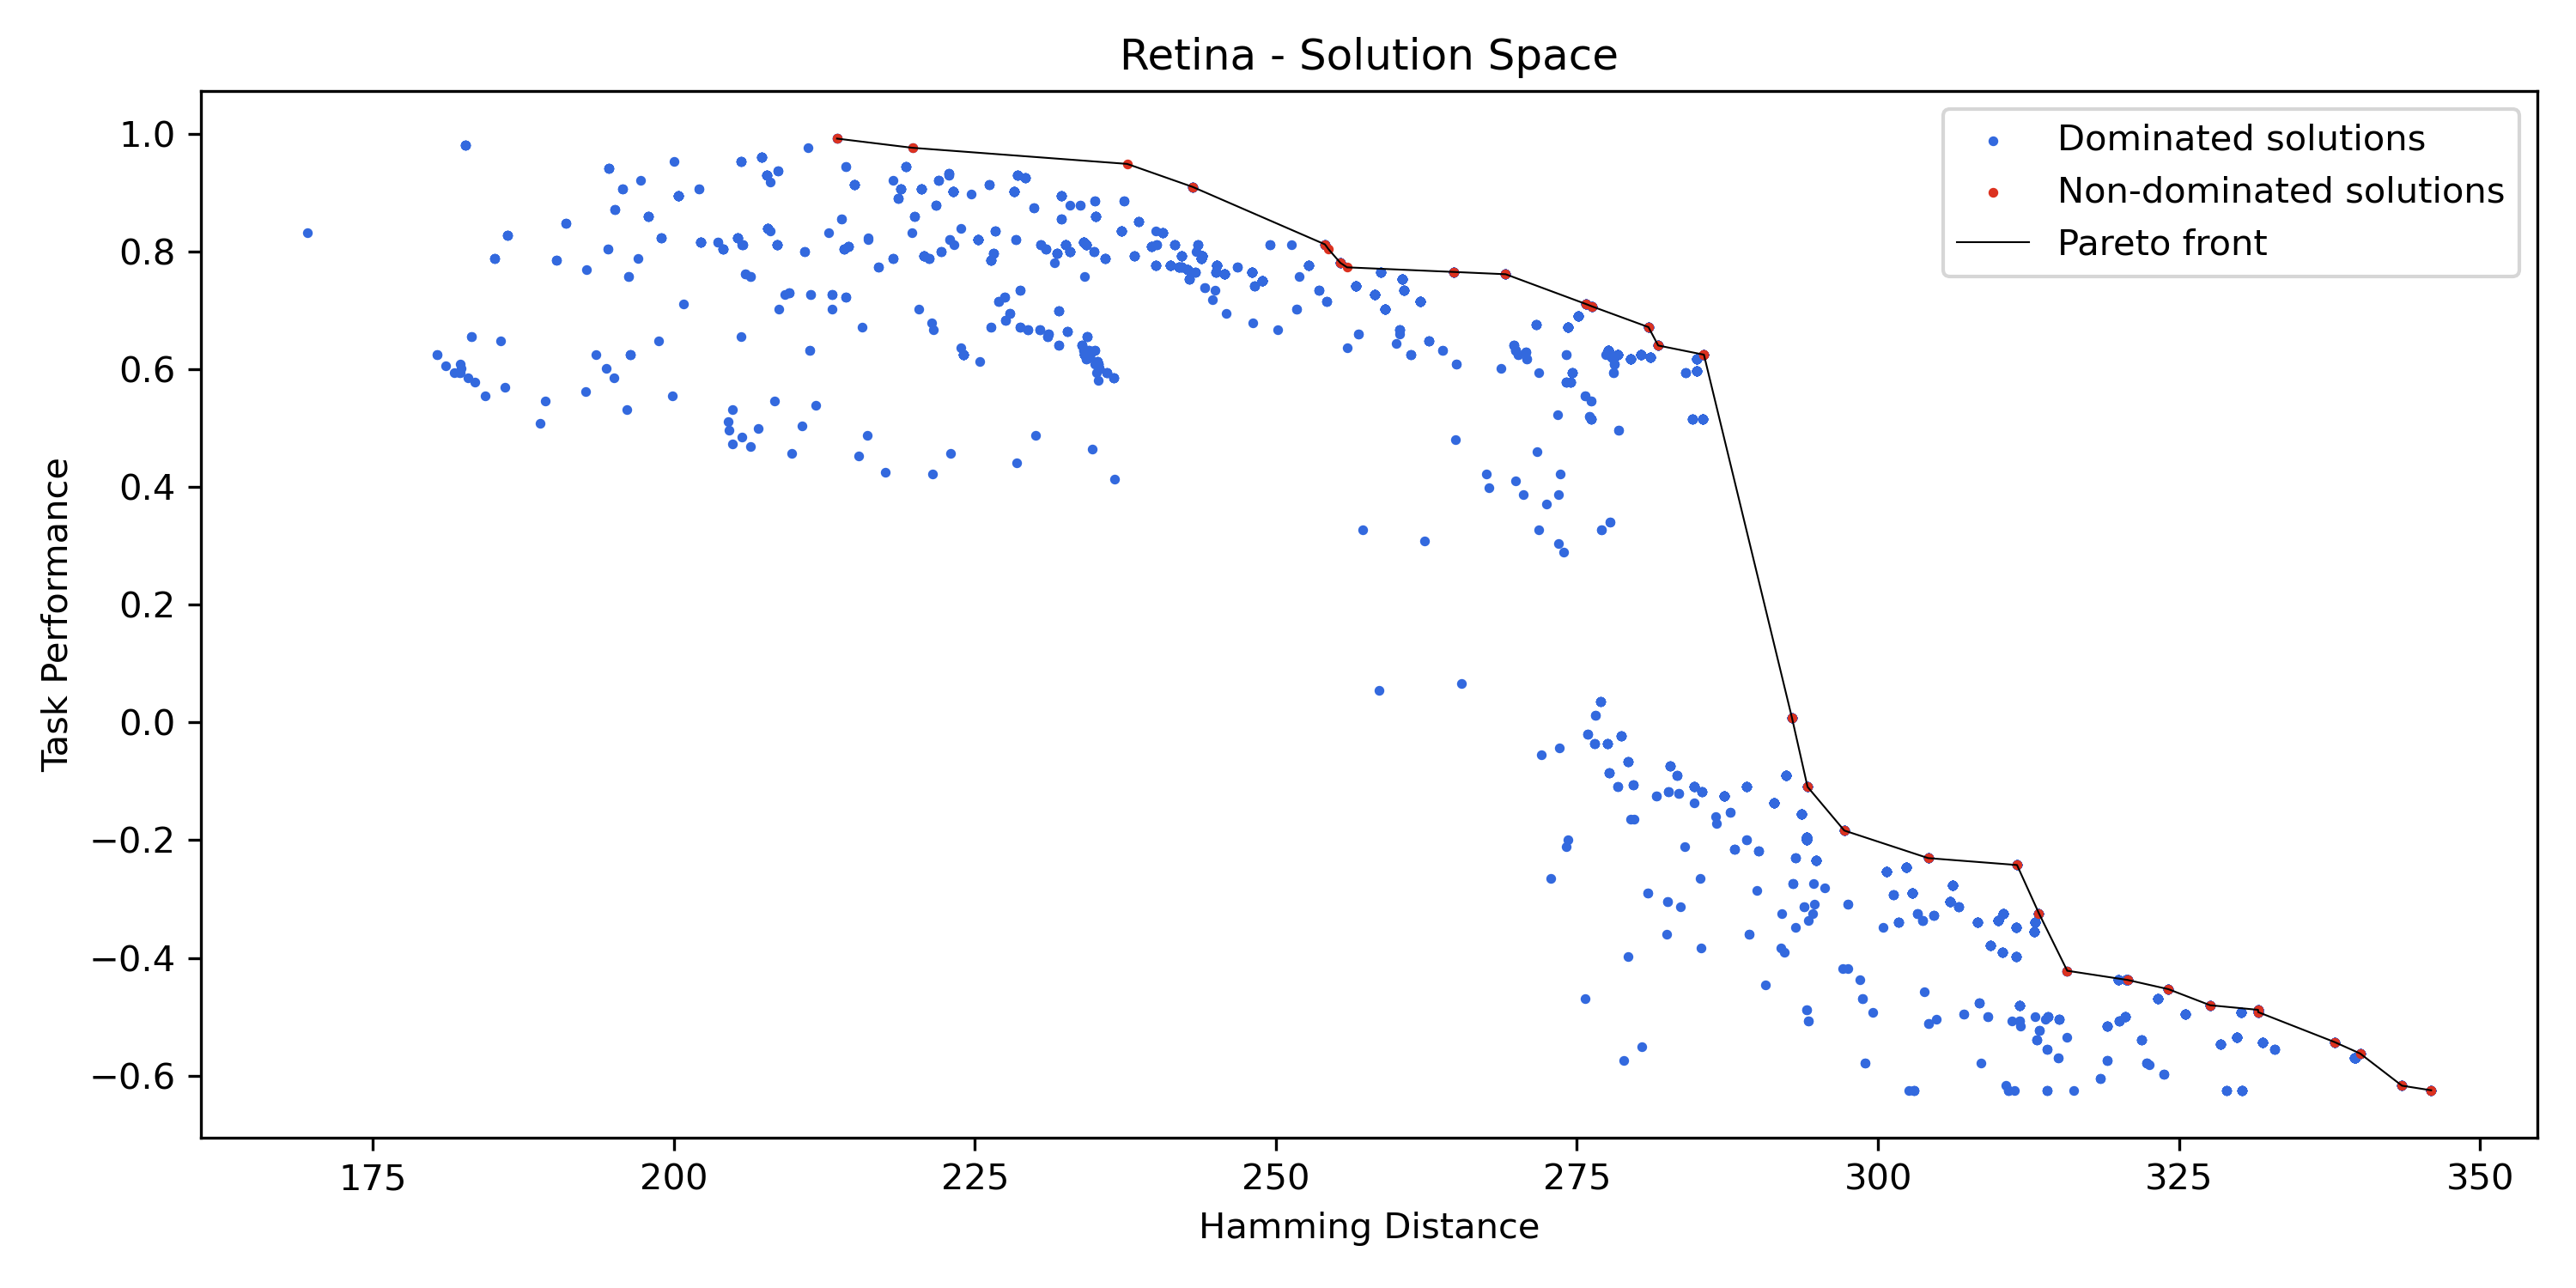 Retina - Solution Space
Dominated solutions
Non-dominated solutions
Pareto front
Task Performance
1.0
0.8
0.6
0.4
0.2
0.0
−0.2
−0.4
−0.6
175 200 225 250 275 300 325 350
Hamming Distance